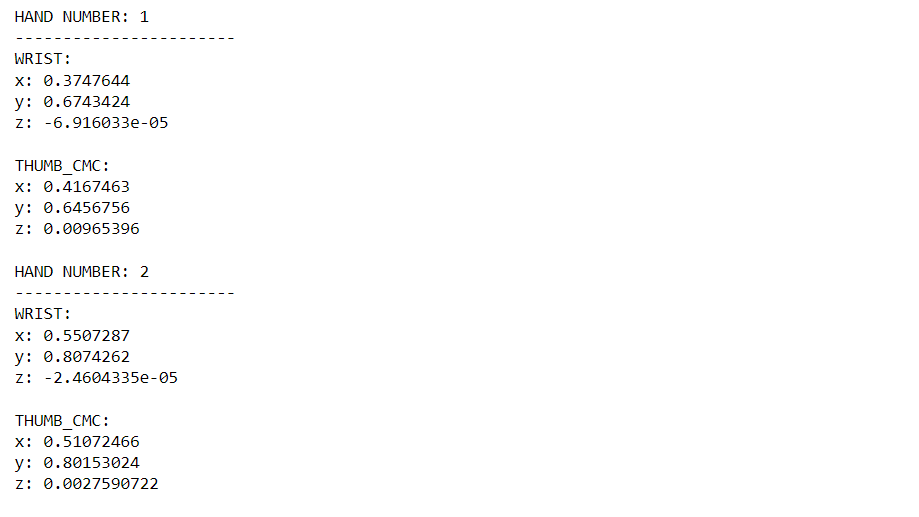 HAND NUMBER: 1
-----------------------
WRIST:
x: 0.3747644
y: 0.6743424
z: -6.916033e-05
THUMB_CMC:
x: 0.4167463
y: 0.6456756
z: 0.00965396
HAND NUMBER: 2
-----------------------
WRIST:
x: 0.5507287
y: 0.8074262
z: -2.4604335e-05
THUMB_CMC:
x: 0.51072466
y: 0.80153024
z: 0.0027590722